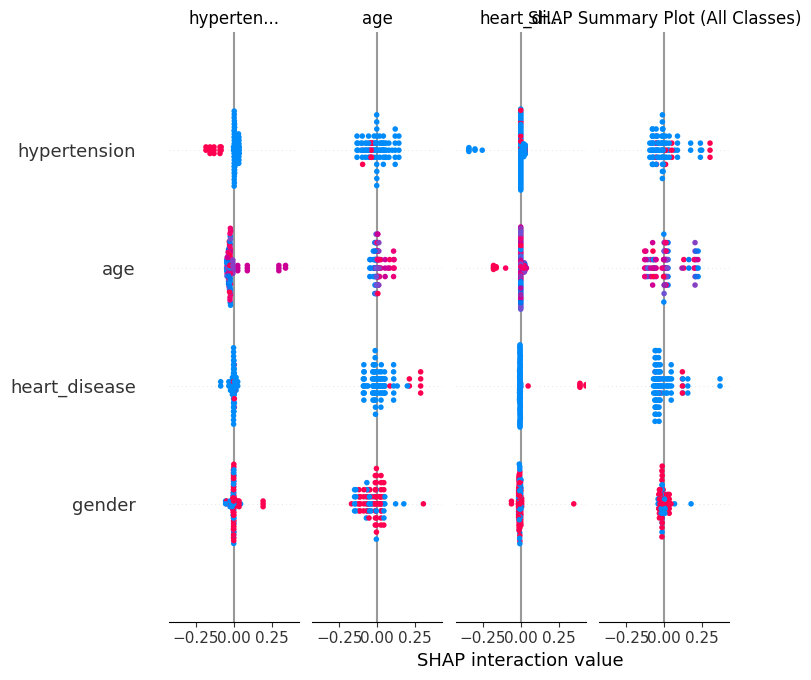 hyperten...
age
heart_di...
SHAP Summary Plot (All Classes)
hypertension
age
heart_disease
gender
−0.25 0.00 0.25
−0.25 0.00 0.25
−0.25 0.00 0.25
−0.25 0.00 0.25
SHAP interaction value